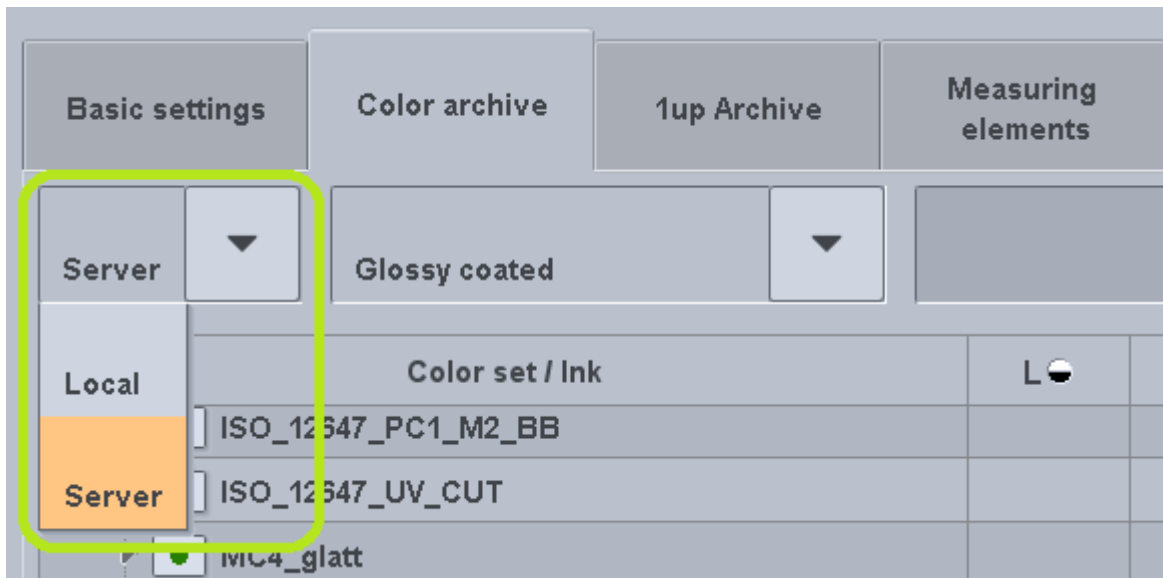 Basic settings
Color archive
1up Archive
Measuring
elements
Server
Glossy coated
Local
Server
Color set / Ink
L
ISO_12647_PC1_M2_BB
ISO_12647_UV_CUT
MC4_glatt